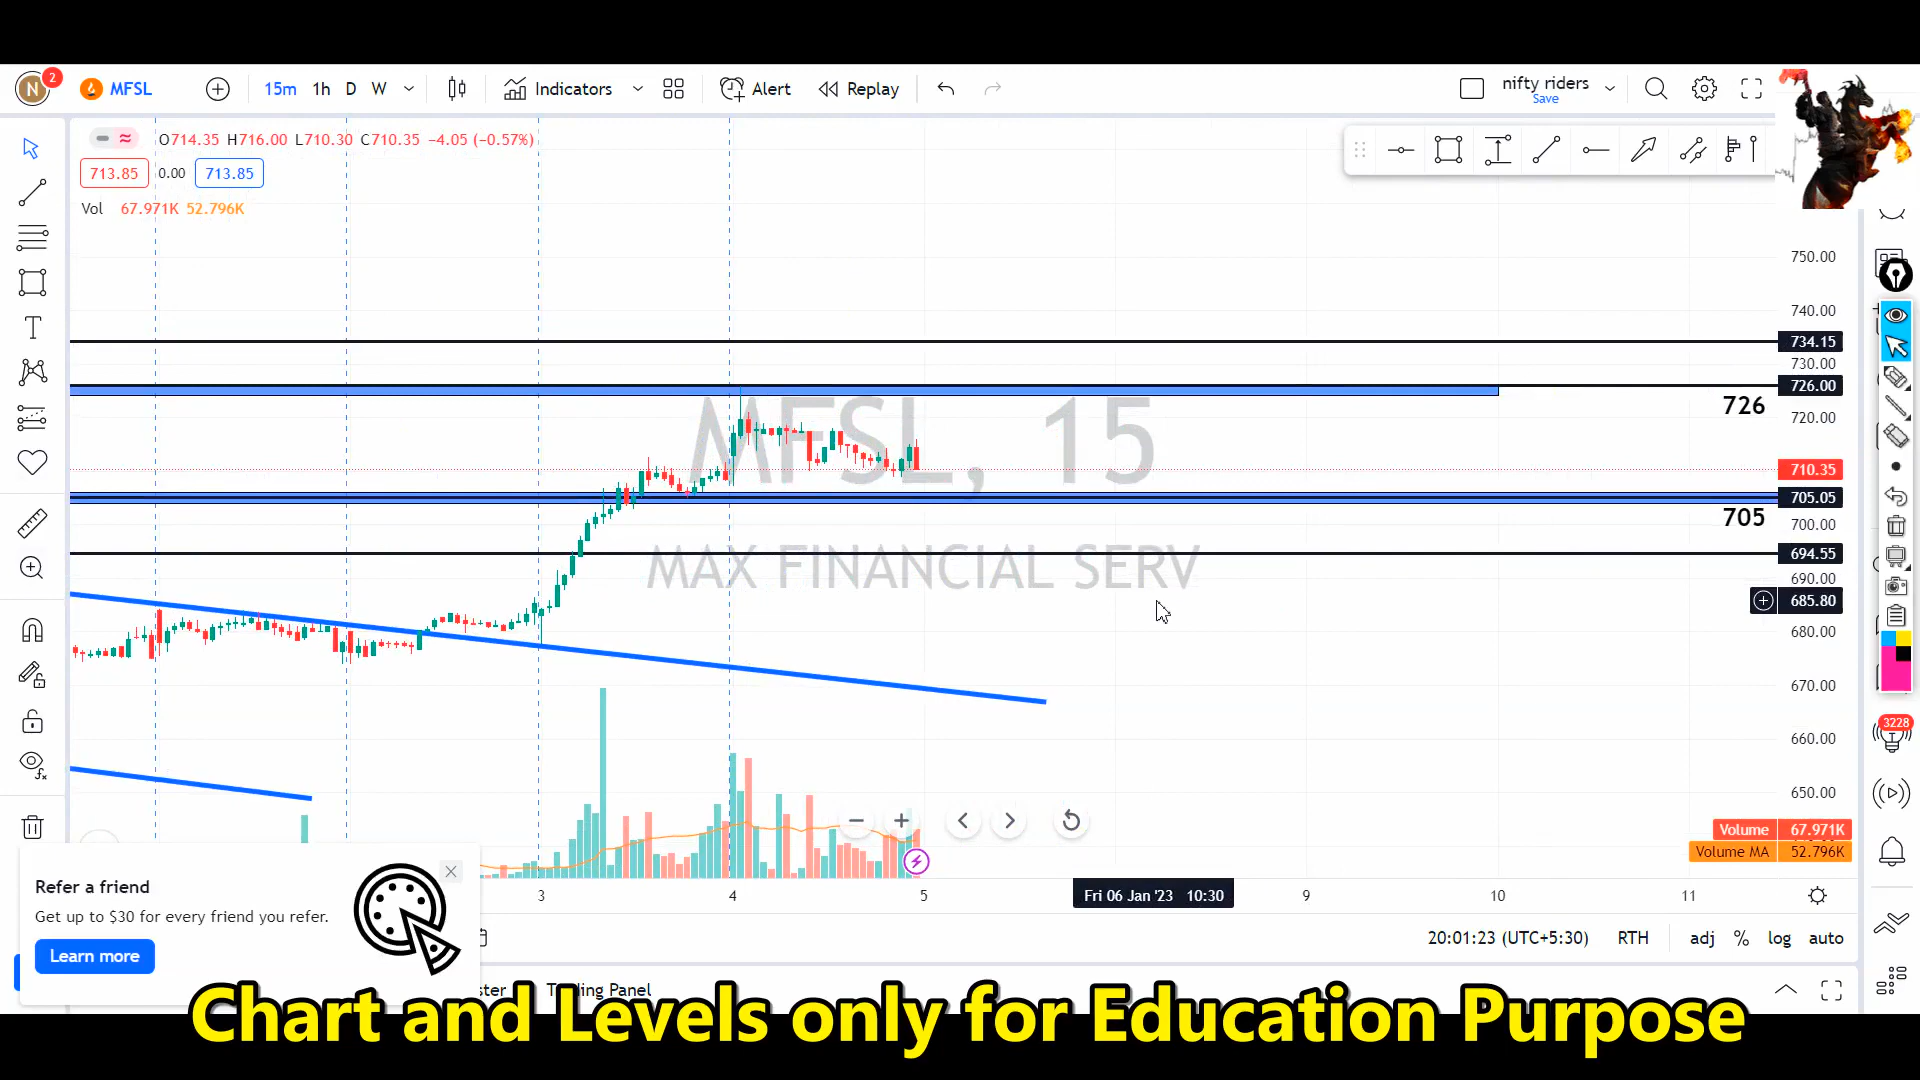 N 2 MFSL 15m 1h D W Indicators Alert Replay nifty riders
Save
O714.35 H716.00 L710.30 C710.35 −4.05 (−0.57%)
713.85 0.00 713.85
Vol 67.971K 52.796K
750.00
740.00
734.15
730.00
726.00
726
720.00
MFSL, 15
710.35
705.05
705
700.00
MAX FINANCIAL SERV
694.55
690.00
685.80
680.00
670.00
660.00
3228
650.00
Volume 67.971K
Volume MA 52.796K
3 4 5 Fri 06 Jan '23 10:30 9 10 11
Refer a friend
Get up to $30 for every friend you refer.
Learn more
20:01:23 (UTC+5:30) RTH adj % log auto
Chart and Levels only for Education Purpose